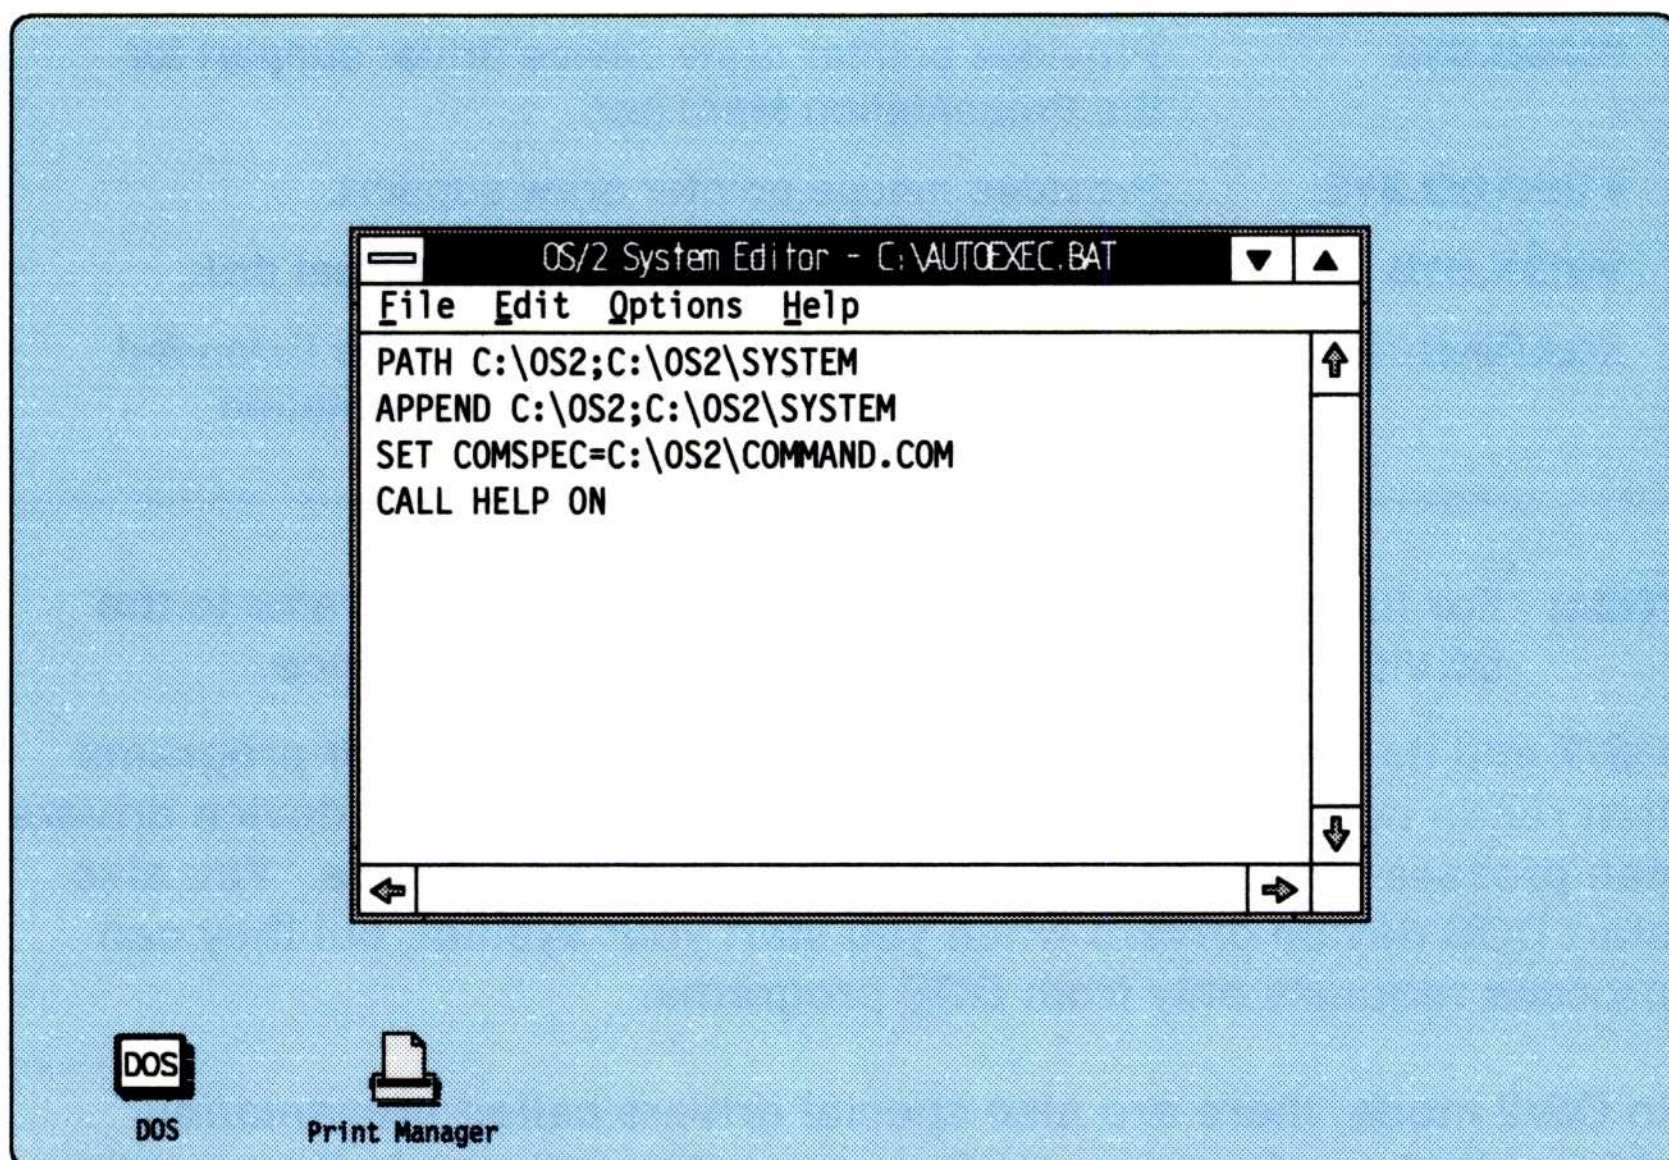 OS/2 System Editor - C:\AUTOEXEC.BAT
File Edit Options Help
PATH C:\OS2;C:\OS2\SYSTEM
APPEND C:\OS2;C:\OS2\SYSTEM
SET COMSPEC=C:\OS2\COMMAND.COM
CALL HELP ON
DOS
DOS
Print Manager